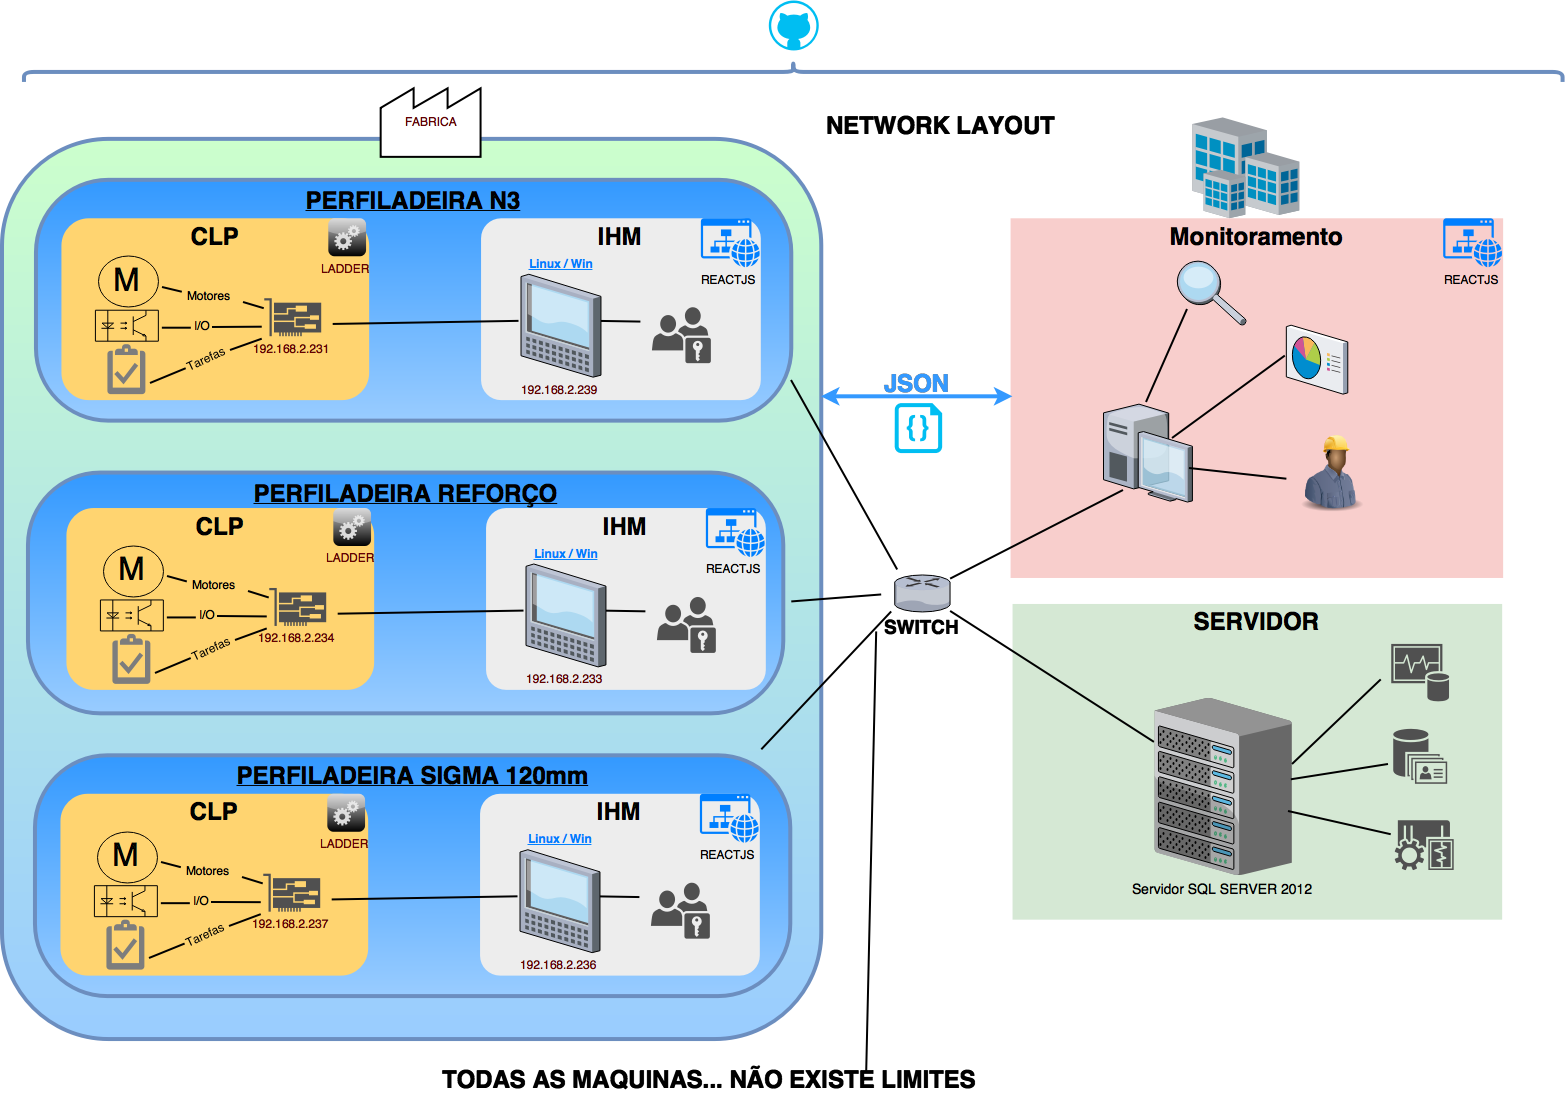 FABRICA
NETWORK LAYOUT
PERFILADEIRA N3
CLP
LADDER
M
Motores
I/O
Tarefas
192.168.2.231
IHM
Linux / Win
REACTJS
192.168.2.239
PERFILADEIRA REFORÇO
CLP
LADDER
M
Motores
I/O
Tarefas
192.168.2.234
IHM
Linux / Win
REACTJS
192.168.2.233
PERFILADEIRA SIGMA 120mm
CLP
LADDER
M
Motores
I/O
Tarefas
192.168.2.237
IHM
Linux / Win
REACTJS
192.168.2.236
JSON
{}
SWITCH
Monitoramento
REACTJS
SERVIDOR
Servidor SQL SERVER 2012
TODAS AS MAQUINAS... NÃO EXISTE LIMITES